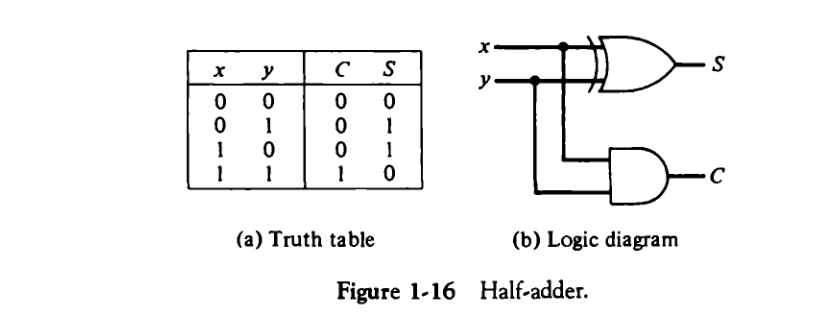 x y C S
0 0 0 0
0 1 0 1
1 0 0 1
1 1 1 0
(a) Truth table
x
y
S
C
(b) Logic diagram
Figure 1-16 Half-adder.